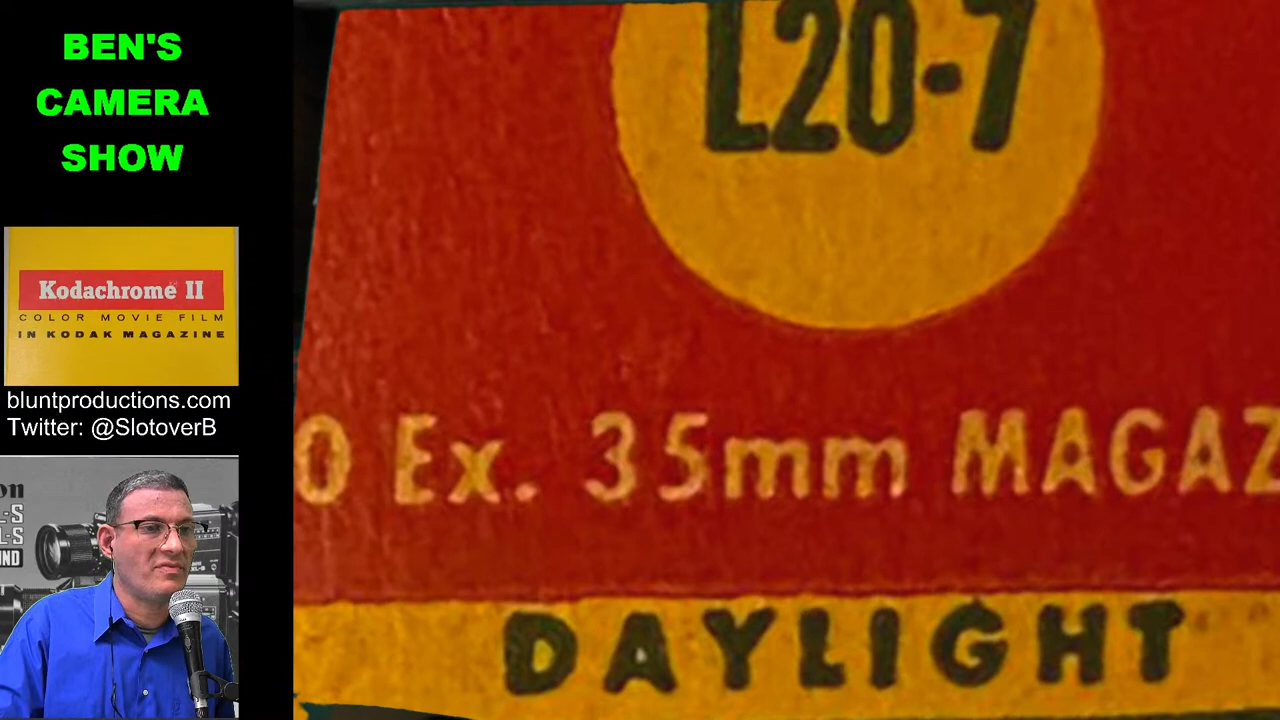 BEN'S
CAMERA
SHOW
Kodachrome II
COLOR MOVIE FILM
IN KODAK MAGAZINE
bluntproductions.com
Twitter: @SlotoverB
L20-7
0 Ex. 35mm MAGAZ
DAYLIGHT